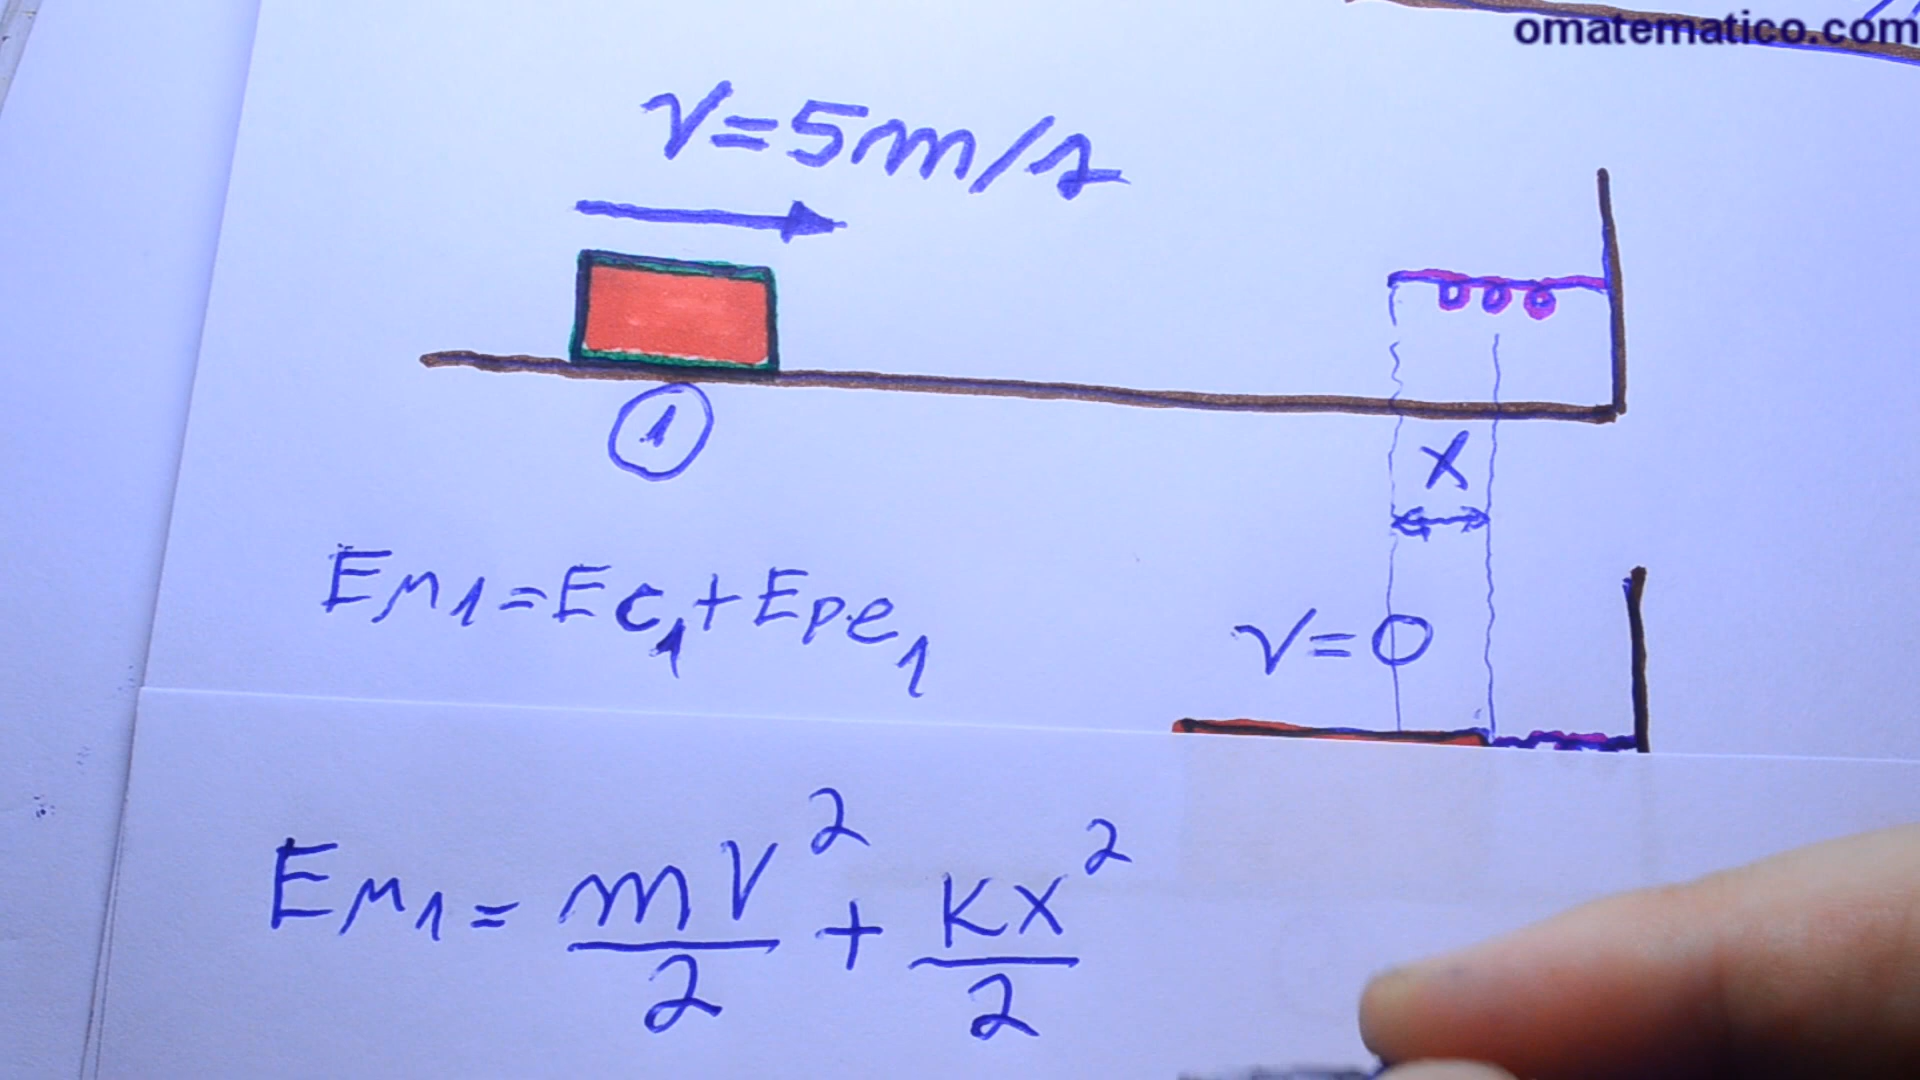 omatematico.com
V=5m/s
1
X
EM1=Ec1+Epe1
V=0
EM1= mV²/2 + KX²/2